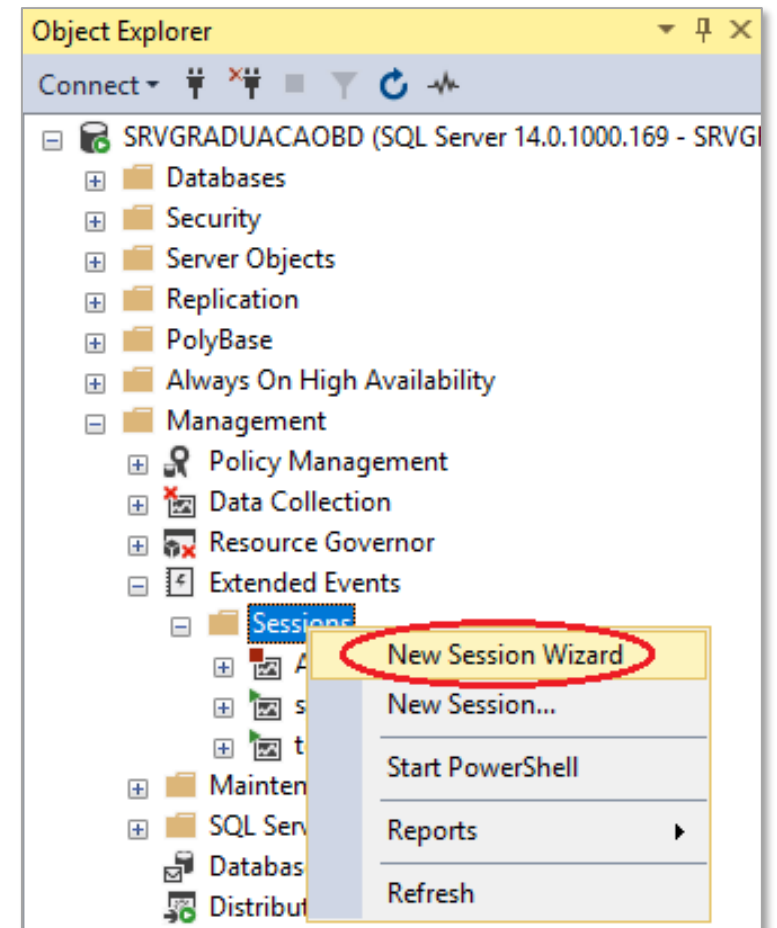 Object Explorer
Connect
SRVGRADUACAOBD (SQL Server 14.0.1000.169 - SRVG
Databases
Security
Server Objects
Replication
PolyBase
Always On High Availability
Management
Policy Management
Data Collection
Resource Governor
Extended Events
Sessions
New Session Wizard
A
s
New Session...
t
Start PowerShell
Mainten
SQL Serv
Reports
Databas
Refresh
Distribut